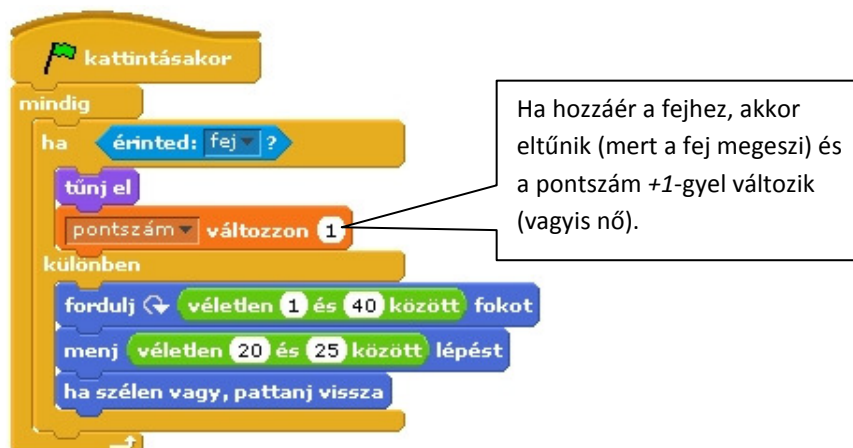 kattintásakor
mindig
ha érinted: fej ?
tűnj el
pontszám változzon 1
különben
fordulj véletlen 1 és 40 között fokot
menj véletlen 20 és 25 között lépést
ha szélen vagy, pattanj vissza
Ha hozzáér a fejhez, akkor
eltűnik (mert a fej megeszi) és
a pontszám +1-gyel változik
(vagyis nő).